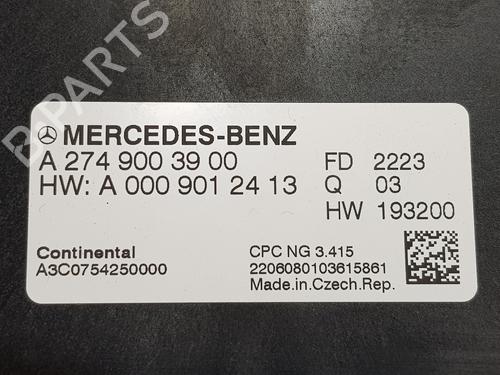 MERCEDES-BENZ
A 274 900 39 00 FD 2223
HW: A 000 901 24 13 Q 03
HW 193200
Continental CPC NG 3.415
A3C0754250000 2206080103615861
Made.in.Czech.Rep.
B-PARTS